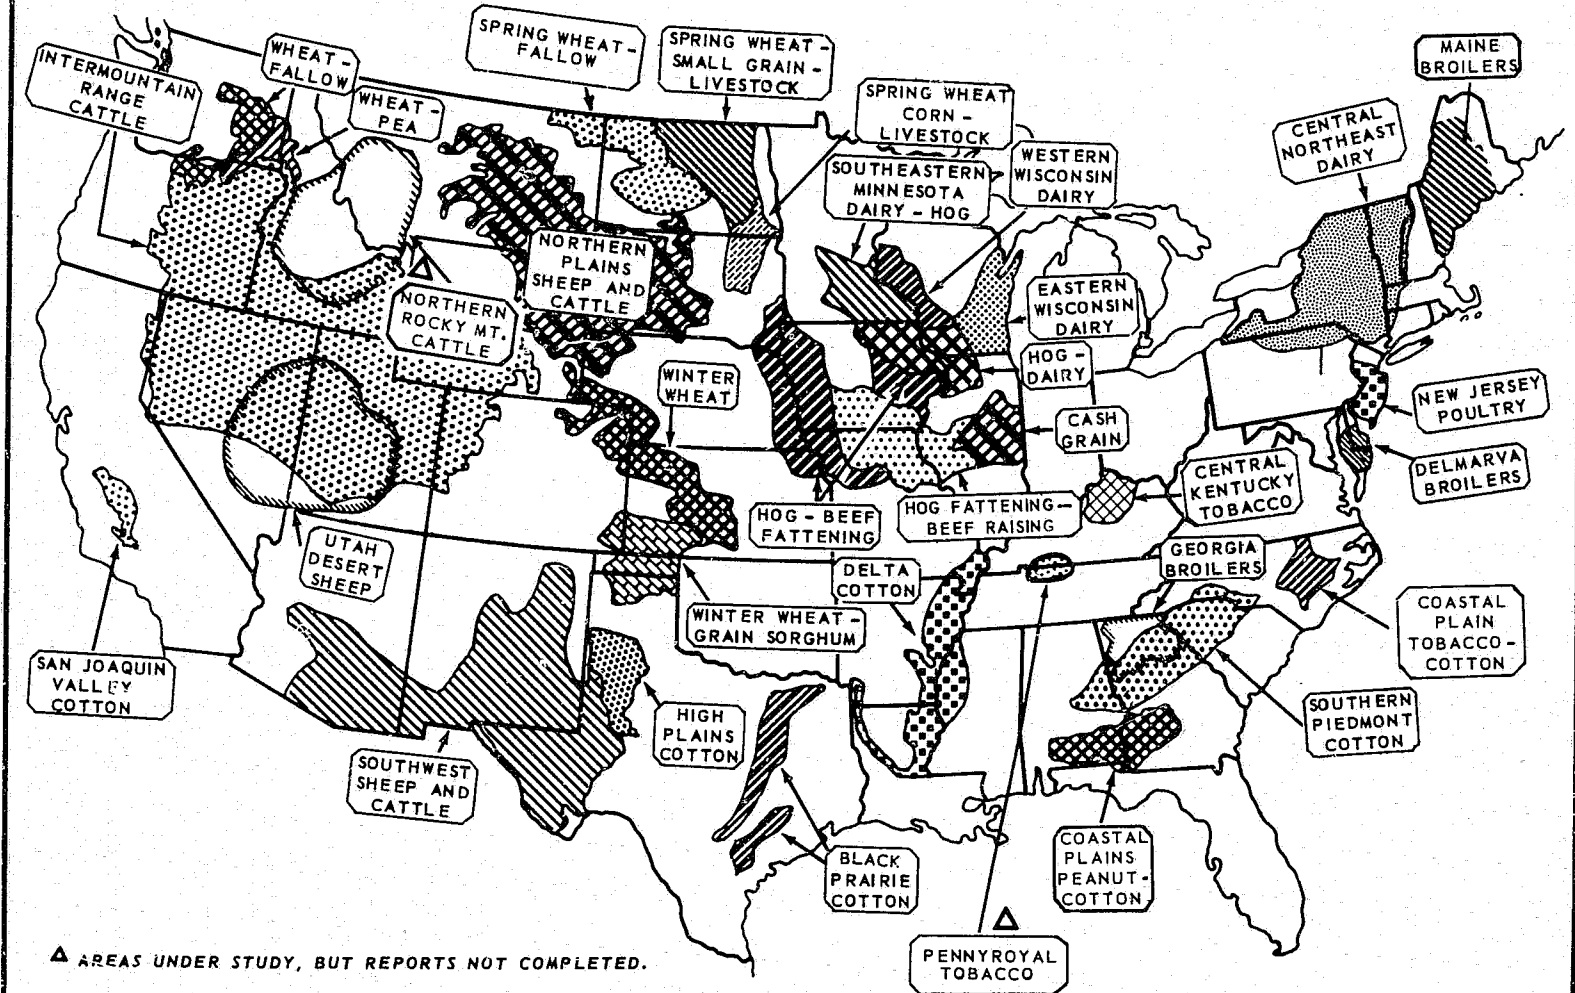 INTERMOUNTAIN
RANGE
CATTLE
WHEAT-
FALLOW
WHEAT-
PEA
SPRING WHEAT-
FALLOW
SPRING WHEAT-
SMALL GRAIN-
LIVESTOCK
SPRING WHEAT
CORN-
LIVESTOCK
SOUTHEASTERN
MINNESOTA
DAIRY-HOG
WESTERN
WISCONSIN
DAIRY
CENTRAL
NORTHEAST
DAIRY
MAINE
BROILERS
NORTHERN
PLAINS
SHEEP AND
CATTLE
NORTHERN
ROCKY MT.
CATTLE
EASTERN
WISCONSIN
DAIRY
HOG-
DAIRY
WINTER
WHEAT
CASH
GRAIN
NEW JERSEY
POULTRY
DELMARVA
BROILERS
CENTRAL
KENTUCKY
TOBACCO
HOG-BEEF
FATTENING
HOG FATTENING-
BEEF RAISING
UTAH
DESERT
SHEEP
DELTA
COTTON
GEORGIA
BROILERS
WINTER WHEAT-
GRAIN SORGHUM
COASTAL
PLAIN
TOBACCO-
COTTON
SAN JOAQUIN
VALLEY
COTTON
HIGH
PLAINS
COTTON
SOUTHERN
PIEDMONT
COTTON
SOUTHWEST
SHEEP AND
CATTLE
BLACK
PRAIRIE
COTTON
COASTAL
PLAINS
PEANUT-
COTTON
PENNYROYAL
TOBACCO
Δ AREAS UNDER STUDY, BUT REPORTS NOT COMPLETED.